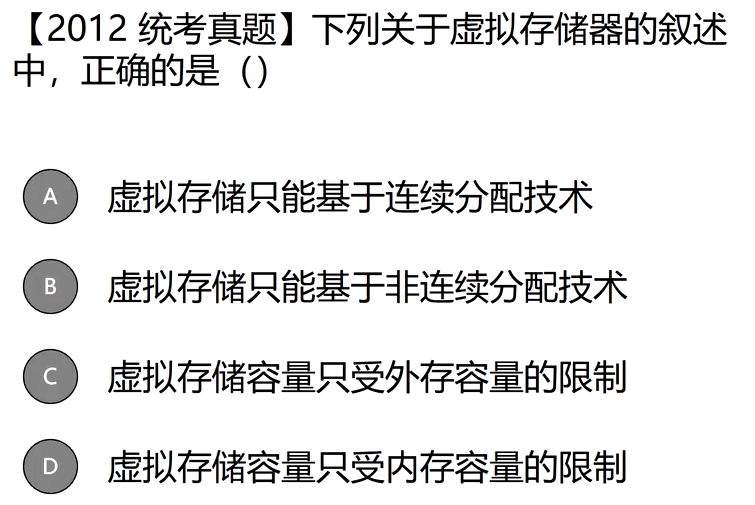 【2012 统考真题】下列关于虚拟存储器的叙述
中，正确的是（）
A 虚拟存储只能基于连续分配技术
B 虚拟存储只能基于非连续分配技术
C 虚拟存储容量只受外存容量的限制
D 虚拟存储容量只受内存容量的限制